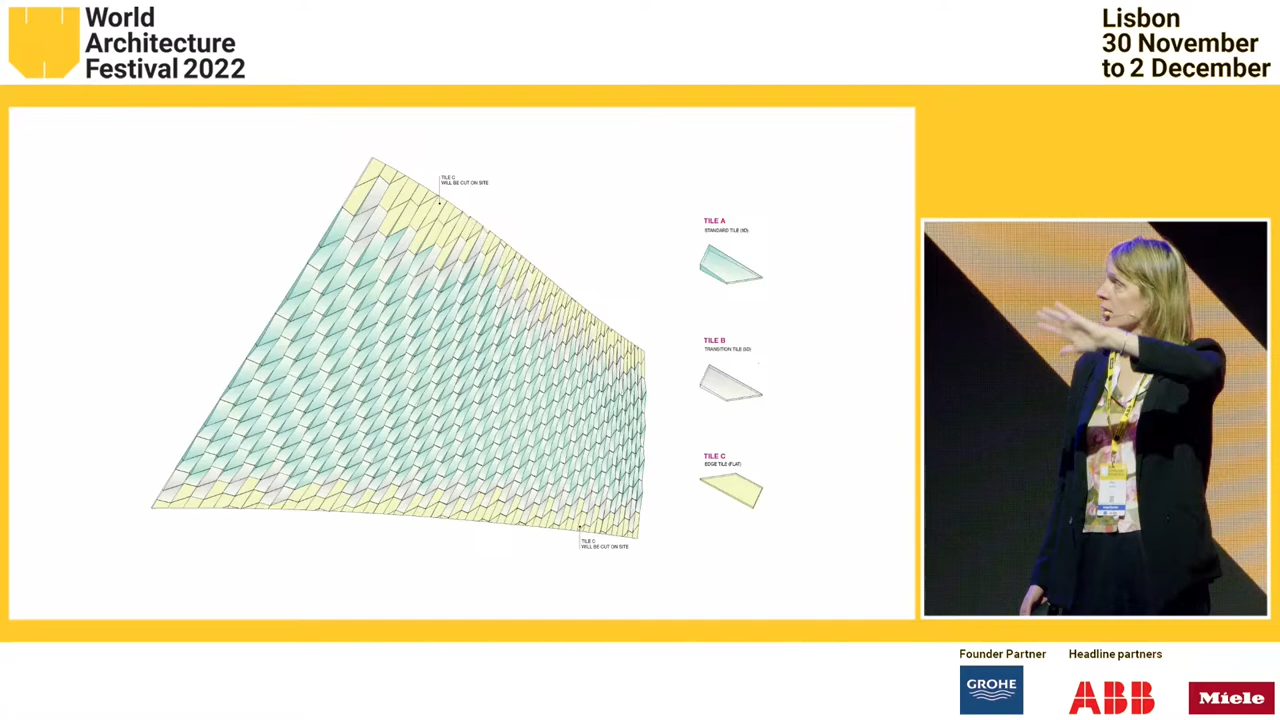 World
Architecture
Festival 2022
Lisbon
30 November
to 2 December
TILE C
WILL BE CUT ON SITE
TILE A
STANDARD TILE (3D)
TILE B
TRANSITION TILE (3D)
TILE C
EDGE TILE (FLAT)
TILE C
WILL BE CUT ON SITE
Founder Partner
Headline partners
GROHE
ABB
Miele